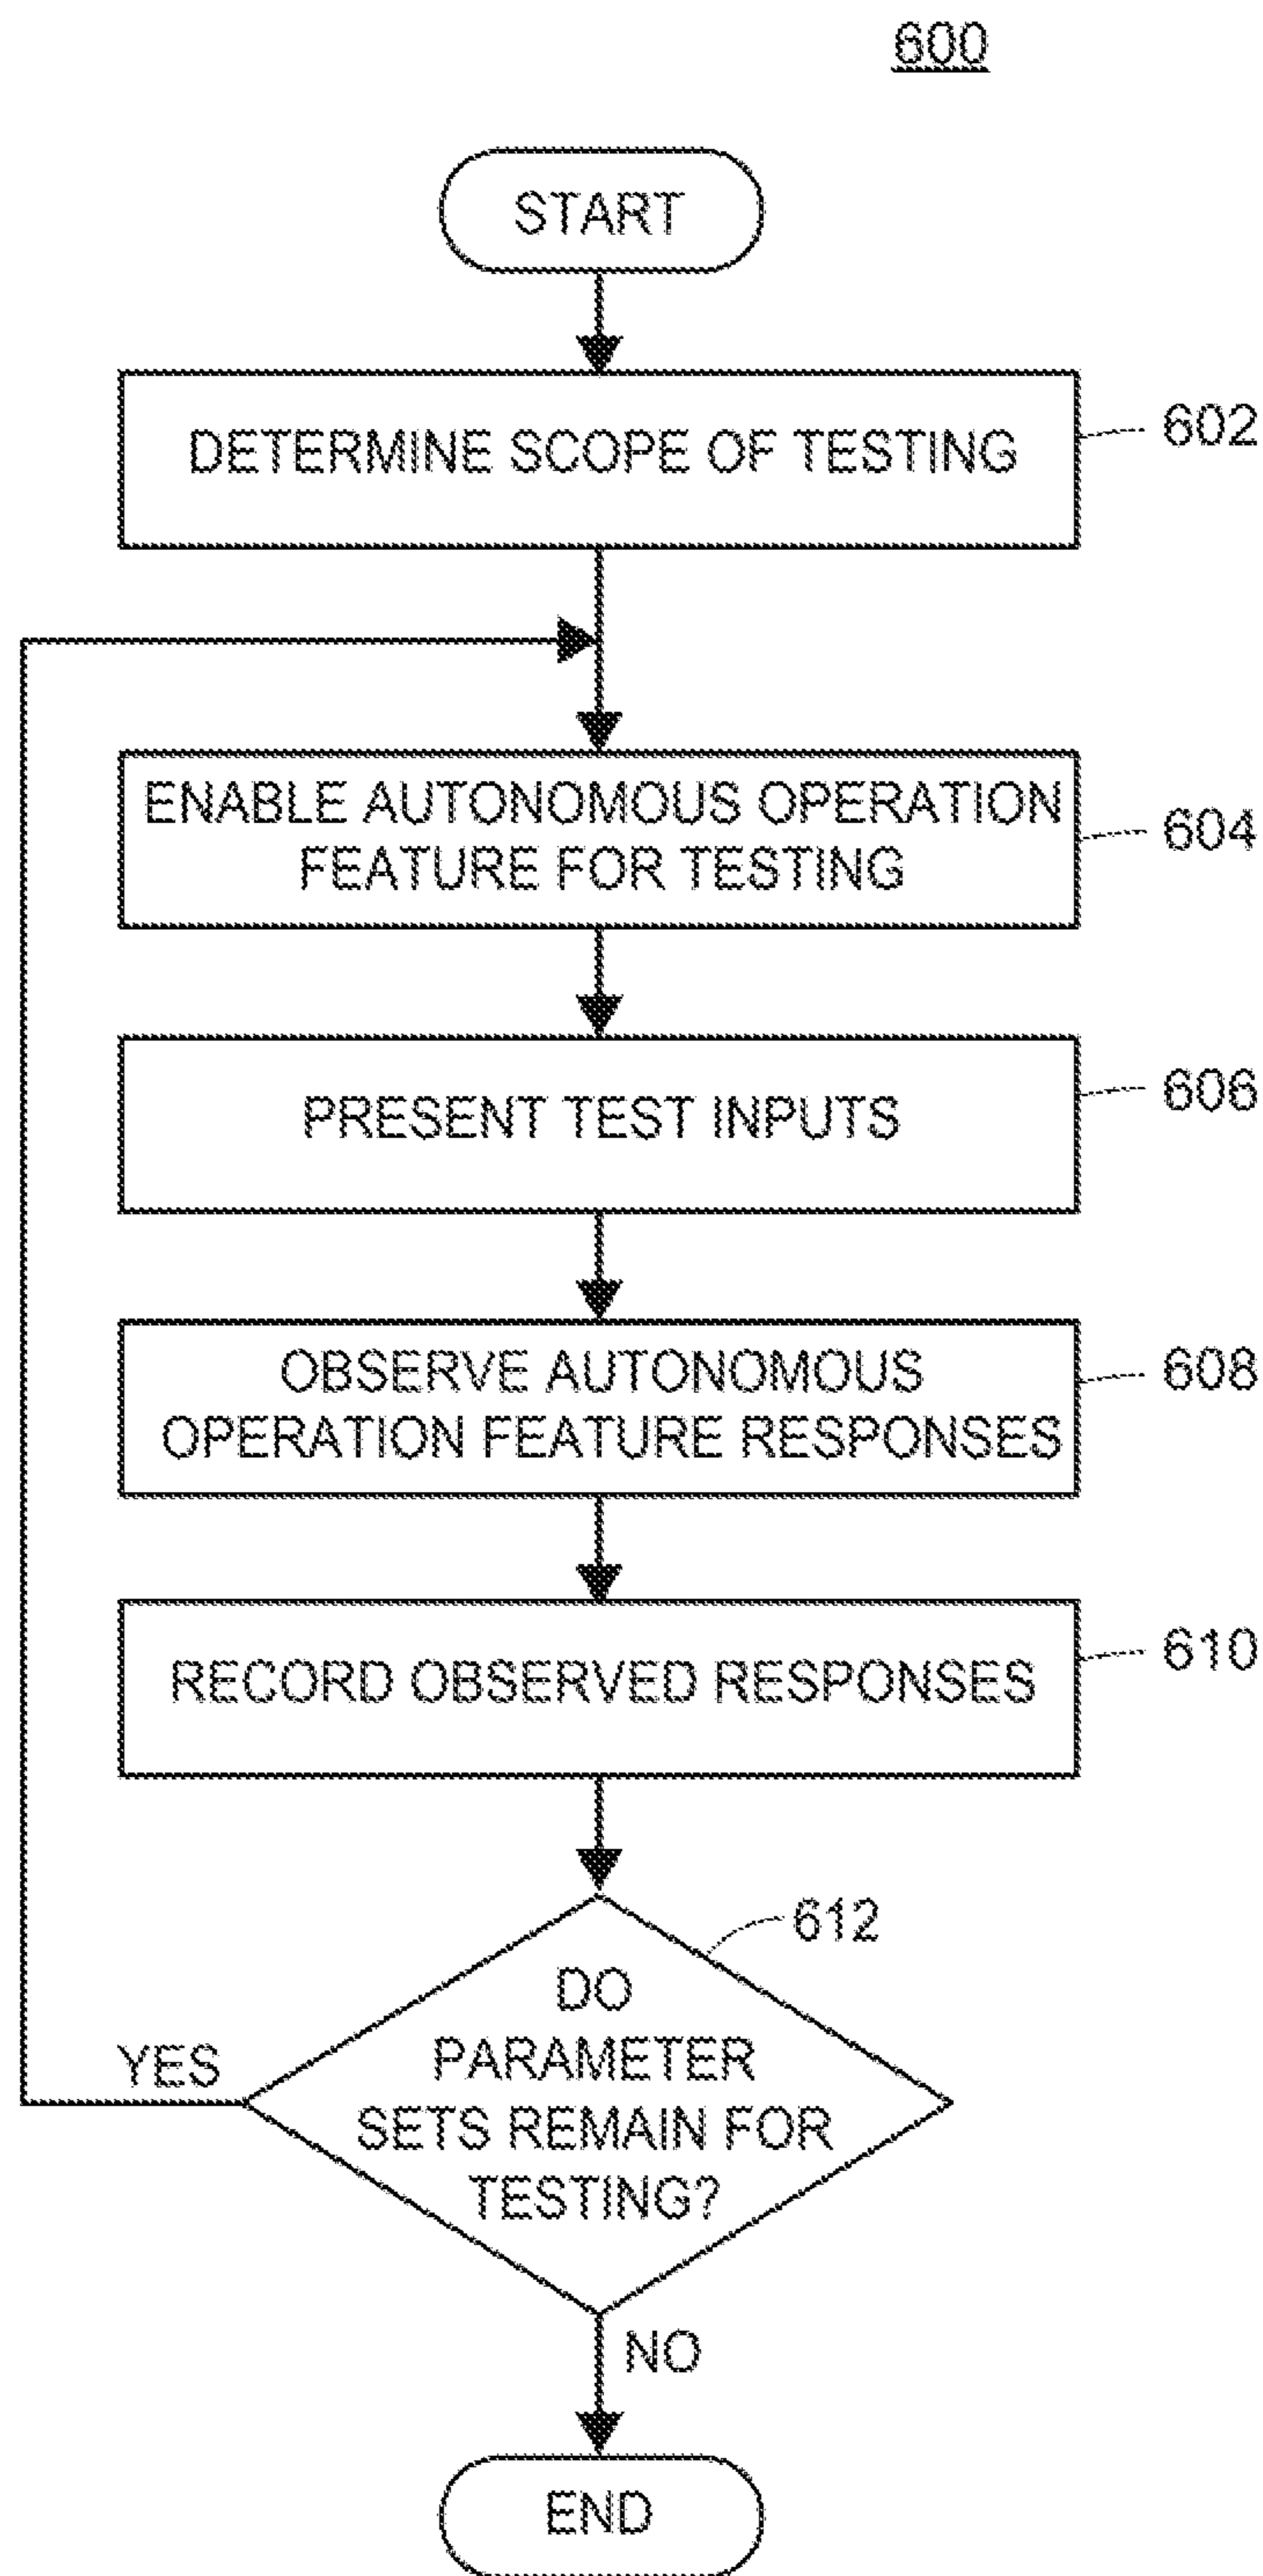 600
START
DETERMINE SCOPE OF TESTING
602
ENABLE AUTONOMOUS OPERATION
FEATURE FOR TESTING
604
PRESENT TEST INPUTS
606
OBSERVE AUTONOMOUS
OPERATION FEATURE RESPONSES
608
RECORD OBSERVED RESPONSES
610
612
DO
PARAMETER
SETS REMAIN FOR
TESTING?
YES
NO
END